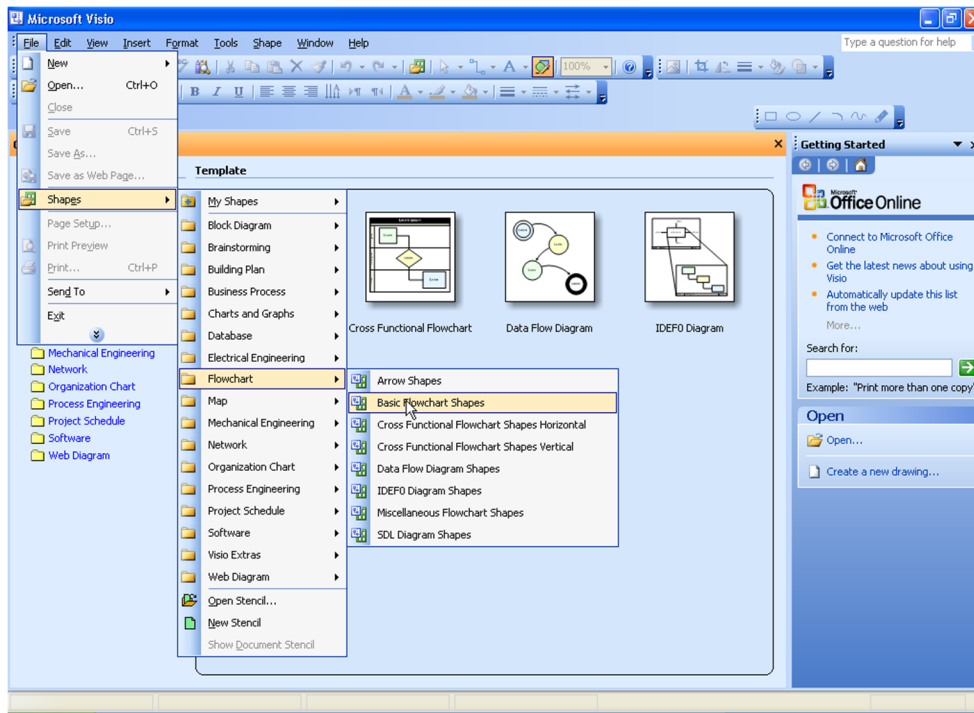 Microsoft Visio
File Edit View Insert Format Tools Shape Window Help
Type a question for help
100%
B I U
A
New
Open... Ctrl+O
Close
Save Ctrl+S
Save As...
Save as Web Page...
Shapes
Page Setup...
Print Preview
Print... Ctrl+P
Send To
Exit
Mechanical Engineering
Network
Organization Chart
Process Engineering
Project Schedule
Software
Web Diagram
Template
My Shapes
Block Diagram
Brainstorming
Building Plan
Business Process
Charts and Graphs
Database
Electrical Engineering
Flowchart
Map
Mechanical Engineering
Network
Organization Chart
Process Engineering
Project Schedule
Software
Visio Extras
Web Diagram
Open Stencil...
New Stencil
Show Document Stencil
Cross Functional Flowchart
Data Flow Diagram
IDEF0 Diagram
Arrow Shapes
Basic Flowchart Shapes
Cross Functional Flowchart Shapes Horizontal
Cross Functional Flowchart Shapes Vertical
Data Flow Diagram Shapes
IDEF0 Diagram Shapes
Miscellaneous Flowchart Shapes
SDL Diagram Shapes
Getting Started
Microsoft
Office Online
Connect to Microsoft Office
Online
Get the latest news about using
Visio
Automatically update this list
from the web
More...
Search for:
Example: "Print more than one copy"
Open
Open...
Create a new drawing...